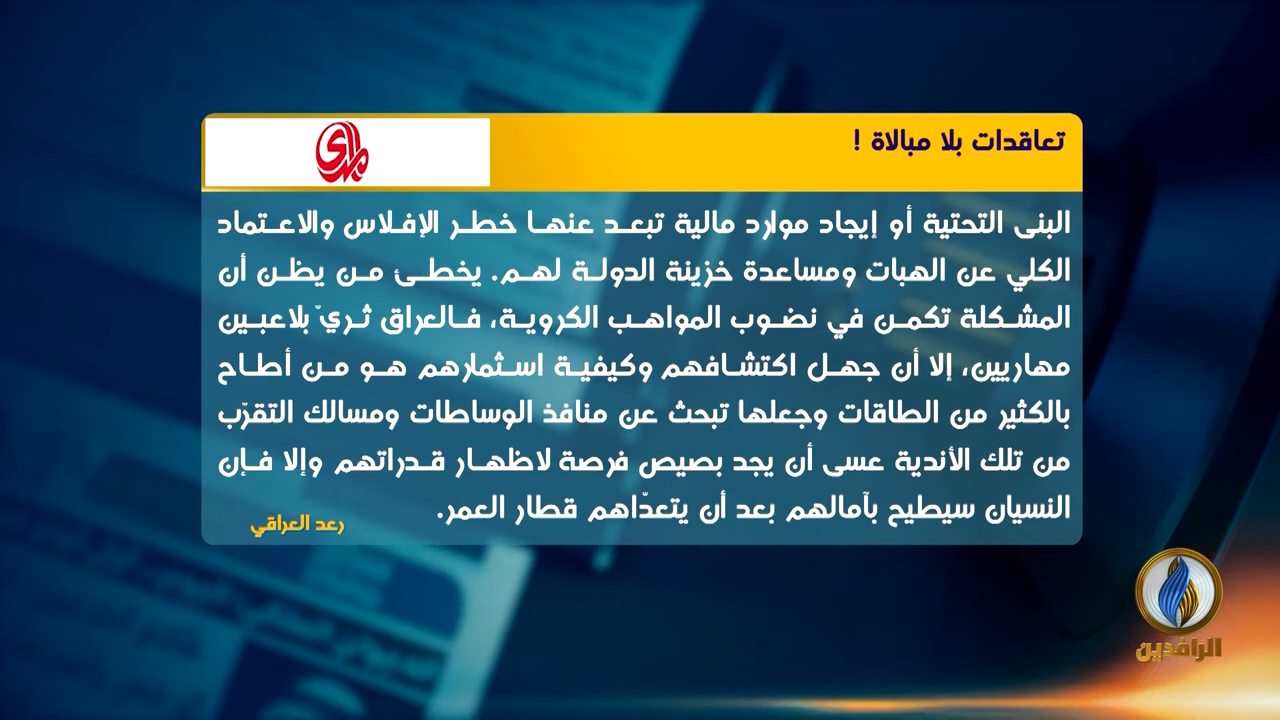 تعاقدات بلا مبالاة !
المدى
البنى التحتية أو إيجاد موارد مالية تبعد عنها خطر الإفلاس والاعتماد
الكلي عن الهبات ومساعدة خزينة الدولة لهم. يخطئ من يظن أن
المشكلة تكمن في نضوب المواهب الكروية، فالعراق ثريّ بلاعبين
مهاريين، إلا أن جهل اكتشافهم وكيفية استثمارهم هو من أطاح
بالكثير من الطاقات وجعلها تبحث عن منافذ الوساطات ومسالك التقرّب
من تلك الأندية عسى أن يجد بصيص فرصة لاظهار قدراتهم وإلا فإن
النسيان سيطيح بآمالهم بعد أن يتعدّاهم قطار العمر.
رعد العراقي
الرافدين